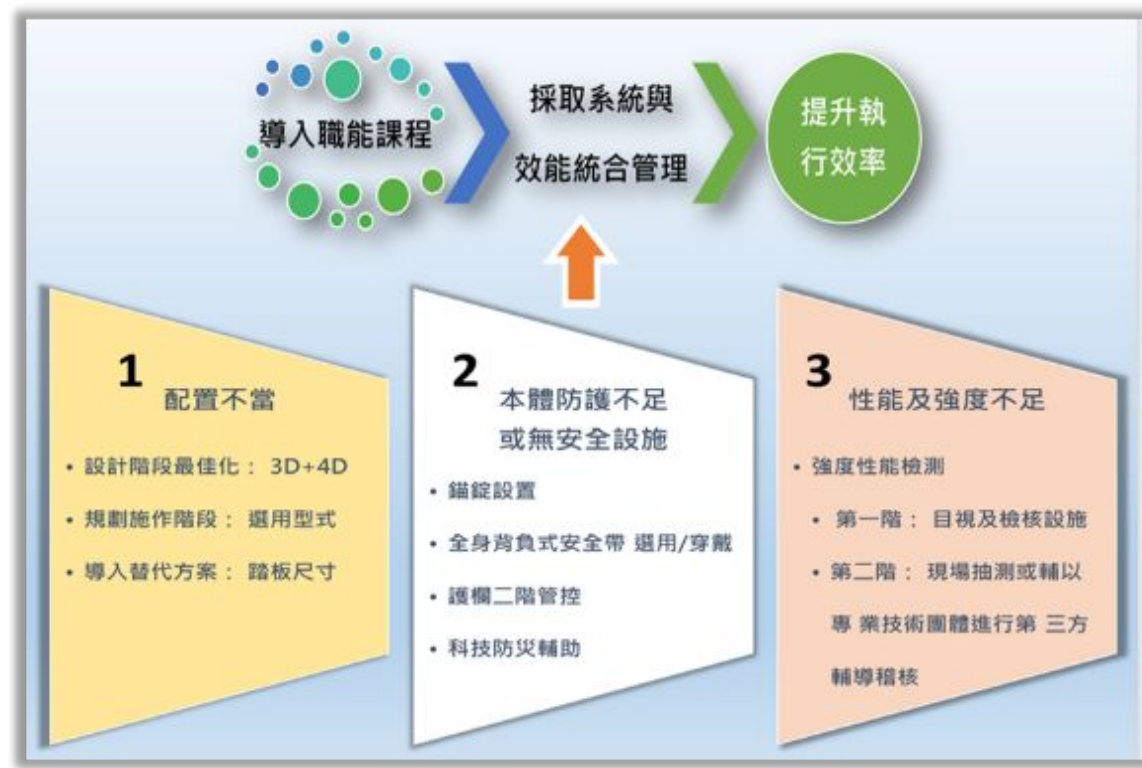 導入職能課程
採取系統與
效能統合管理
提升執
行效率
1
配置不當
• 設計階段最佳化： 3D+4D
• 規劃施作階段： 選用型式
• 導入替代方案： 踏板尺寸
2
本體防護不足
或無安全設施
• 錨錠設置
• 全身背負式安全帶 選用/穿戴
• 護欄二階管控
• 科技防災輔助
3
性能及強度不足
• 強度性能檢測
• 第一階： 目視及檢核設施
• 第二階： 現場抽測或輔以
專 業技術團體進行第 三方
輔導稽核